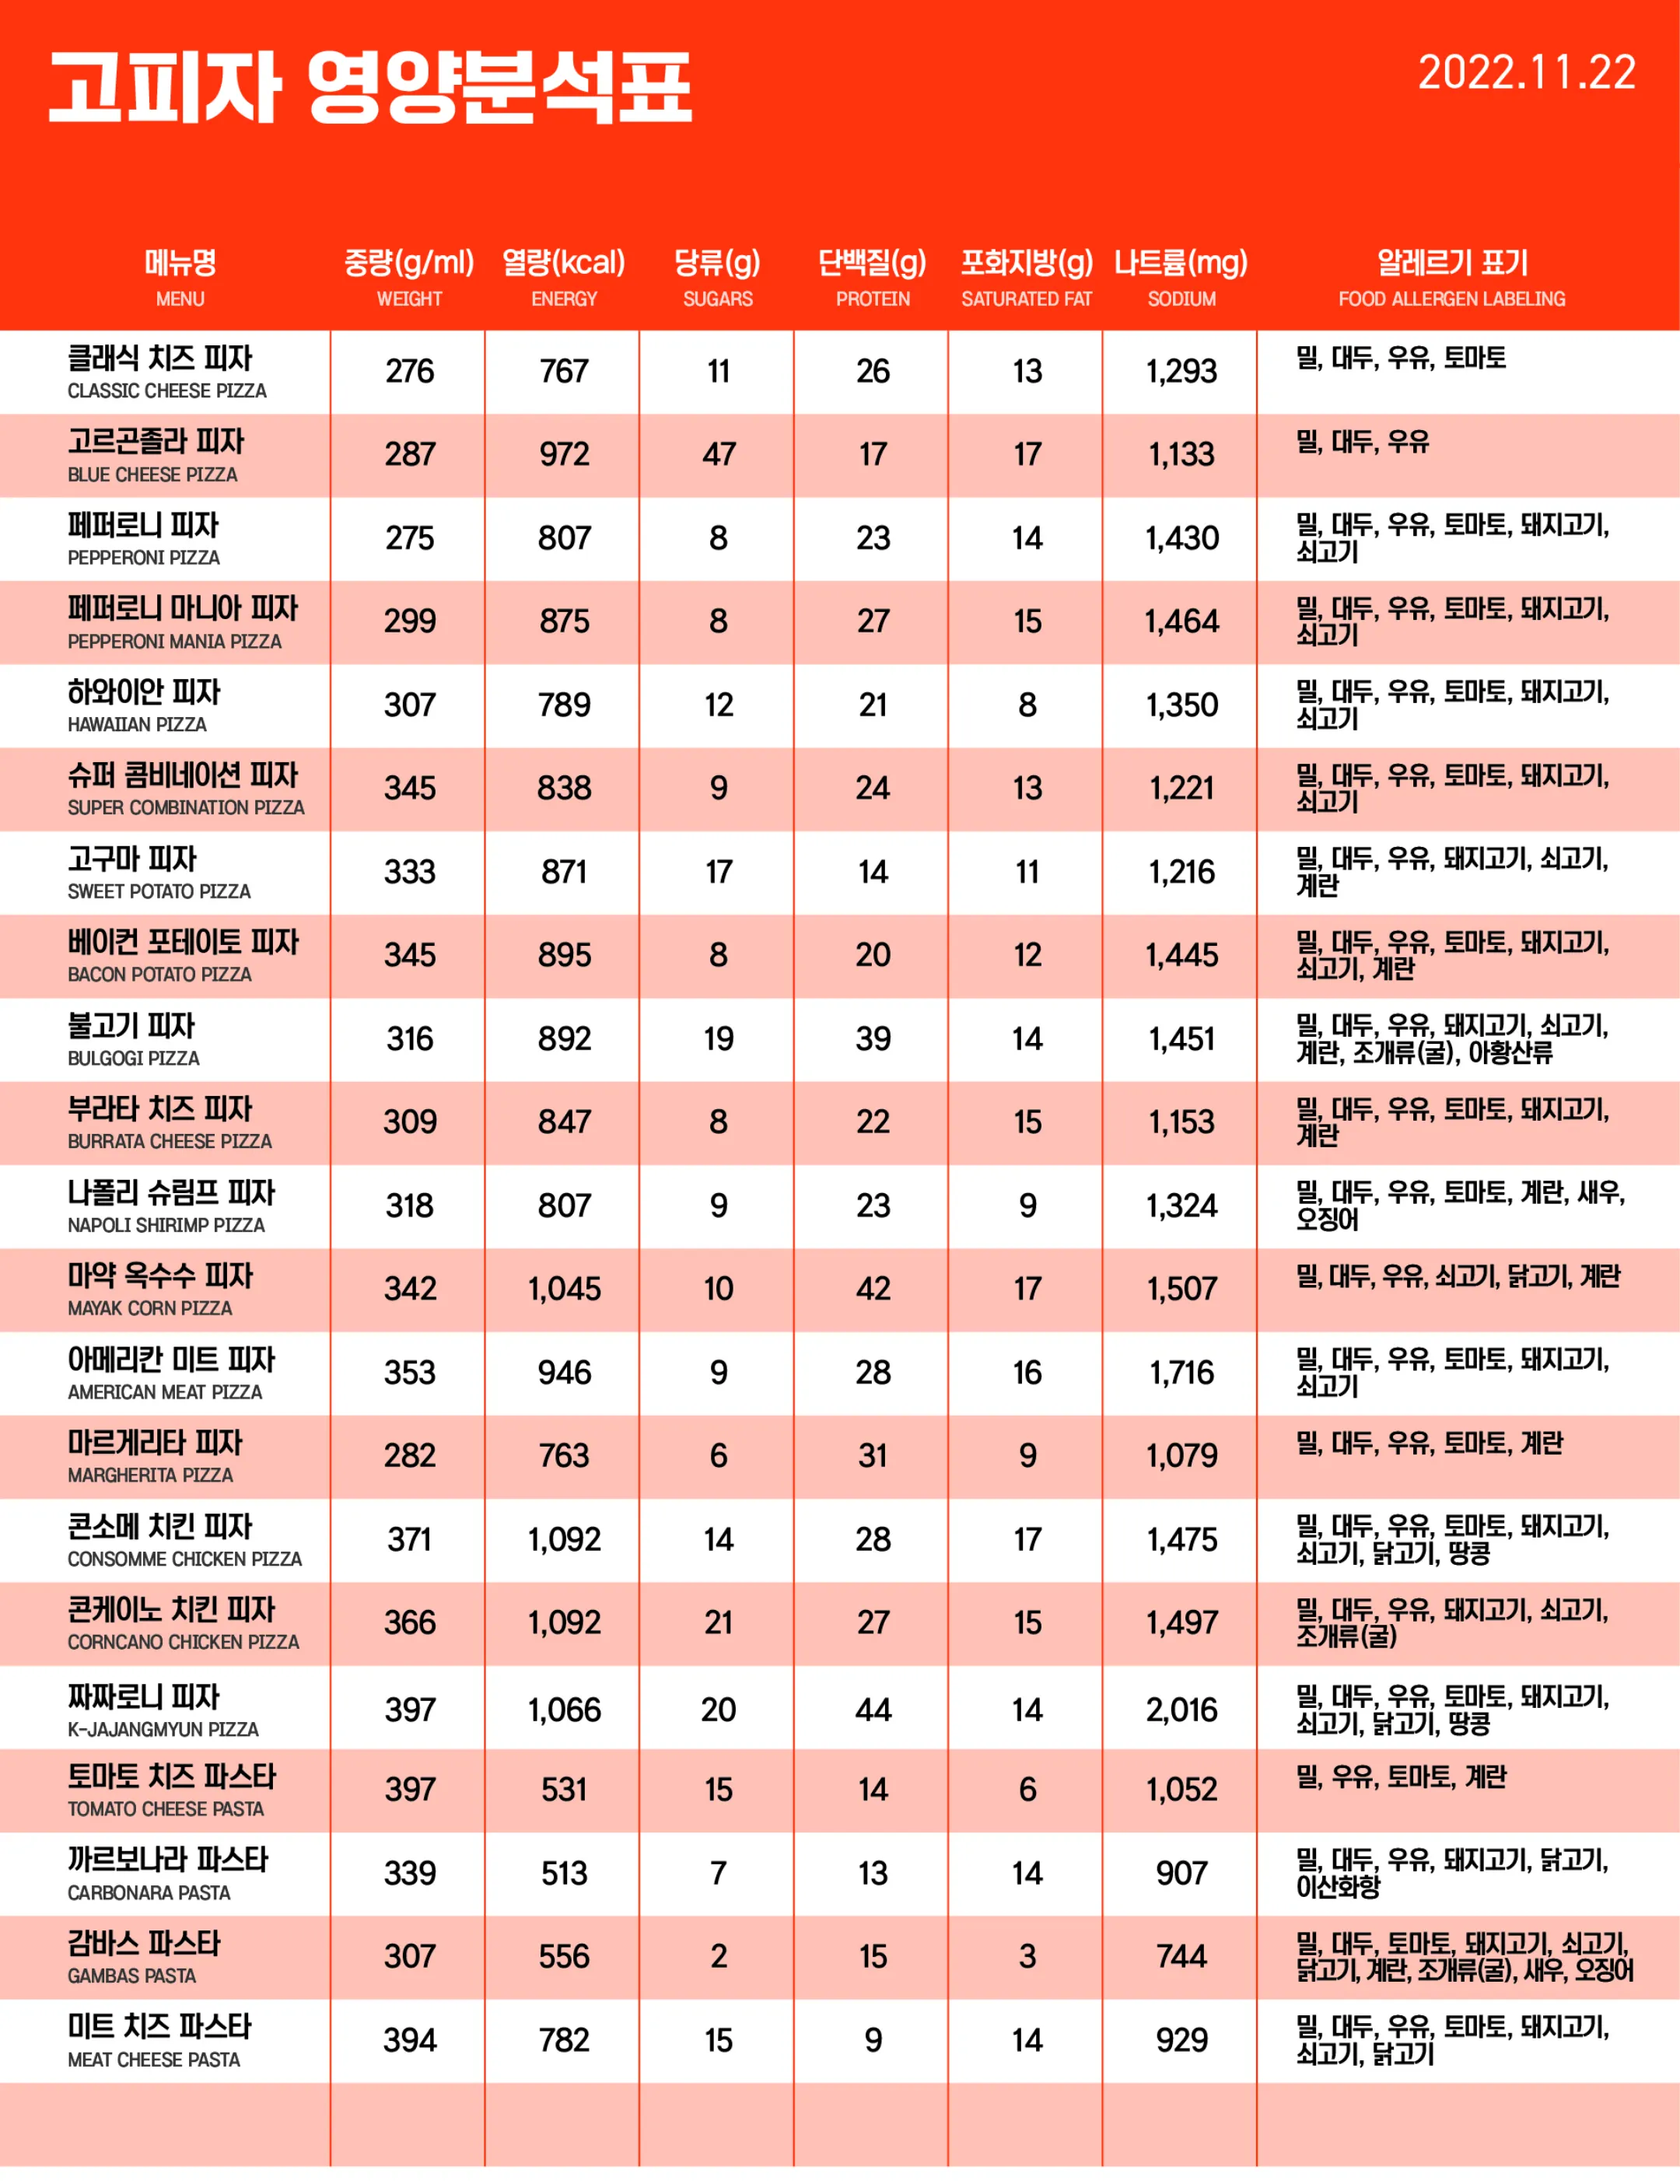 고피자 영양분석표
2022.11.22
메뉴명 중량(g/ml) 열량(kcal) 당류(g) 단백질(g) 포화지방(g) 나트륨(mg) 알레르기 표기
MENU WEIGHT ENERGY SUGARS PROTEIN SATURATED FAT SODIUM FOOD ALLERGEN LABELING
클래식 치즈 피자 276 767 11 26 13 1,293 밀, 대두, 우유, 토마토
CLASSIC CHEESE PIZZA
고르곤졸라 피자 287 972 47 17 17 1,133 밀, 대두, 우유
BLUE CHEESE PIZZA
페퍼로니 피자 275 807 8 23 14 1,430 밀, 대두, 우유, 토마토, 돼지고기,
PEPPERONI PIZZA 쇠고기
페퍼로니 마니아 피자 299 875 8 27 15 1,464 밀, 대두, 우유, 토마토, 돼지고기,
PEPPERONI MANIA PIZZA 쇠고기
하와이안 피자 307 789 12 21 8 1,350 밀, 대두, 우유, 토마토, 돼지고기,
HAWAIIAN PIZZA 쇠고기
슈퍼 콤비네이션 피자 345 838 9 24 13 1,221 밀, 대두, 우유, 토마토, 돼지고기,
SUPER COMBINATION PIZZA 쇠고기
고구마 피자 333 871 17 14 11 1,216 밀, 대두, 우유, 돼지고기, 쇠고기,
SWEET POTATO PIZZA 계란
베이컨 포테이토 피자 345 895 8 20 12 1,445 밀, 대두, 우유, 토마토, 돼지고기,
BACON POTATO PIZZA 쇠고기, 계란
불고기 피자 316 892 19 39 14 1,451 밀, 대두, 우유, 돼지고기, 쇠고기,
BULGOGI PIZZA 계란, 조개류(굴), 아황산류
부라타 치즈 피자 309 847 8 22 15 1,153 밀, 대두, 우유, 토마토, 돼지고기,
BURRATA CHEESE PIZZA 계란
나폴리 슈림프 피자 318 807 9 23 9 1,324 밀, 대두, 우유, 토마토, 계란, 새우,
NAPOLI SHIRIMP PIZZA 오징어
마약 옥수수 피자 342 1,045 10 42 17 1,507 밀, 대두, 우유, 쇠고기, 닭고기, 계란
MAYAK CORN PIZZA
아메리칸 미트 피자 353 946 9 28 16 1,716 밀, 대두, 우유, 토마토, 돼지고기,
AMERICAN MEAT PIZZA 쇠고기
마르게리타 피자 282 763 6 31 9 1,079 밀, 대두, 우유, 토마토, 계란
MARGHERITA PIZZA
콘소메 치킨 피자 371 1,092 14 28 17 1,475 밀, 대두, 우유, 토마토, 돼지고기,
CONSOMME CHICKEN PIZZA 쇠고기, 닭고기, 땅콩
콘케이노 치킨 피자 366 1,092 21 27 15 1,497 밀, 대두, 우유, 돼지고기, 쇠고기,
CORNCANO CHICKEN PIZZA 조개류(굴)
짜짜로니 피자 397 1,066 20 44 14 2,016 밀, 대두, 우유, 토마토, 돼지고기,
K-JAJANGMYUN PIZZA 쇠고기, 닭고기, 땅콩
토마토 치즈 파스타 397 531 15 14 6 1,052 밀, 우유, 토마토, 계란
TOMATO CHEESE PASTA
까르보나라 파스타 339 513 7 13 14 907 밀, 대두, 우유, 돼지고기, 닭고기,
CARBONARA PASTA 이산화항
감바스 파스타 307 556 2 15 3 744 밀, 대두, 토마토, 돼지고기, 쇠고기,
GAMBAS PASTA 닭고기, 계란, 조개류(굴), 새우, 오징어
미트 치즈 파스타 394 782 15 9 14 929 밀, 대두, 우유, 토마토, 돼지고기,
MEAT CHEESE PASTA 쇠고기, 닭고기